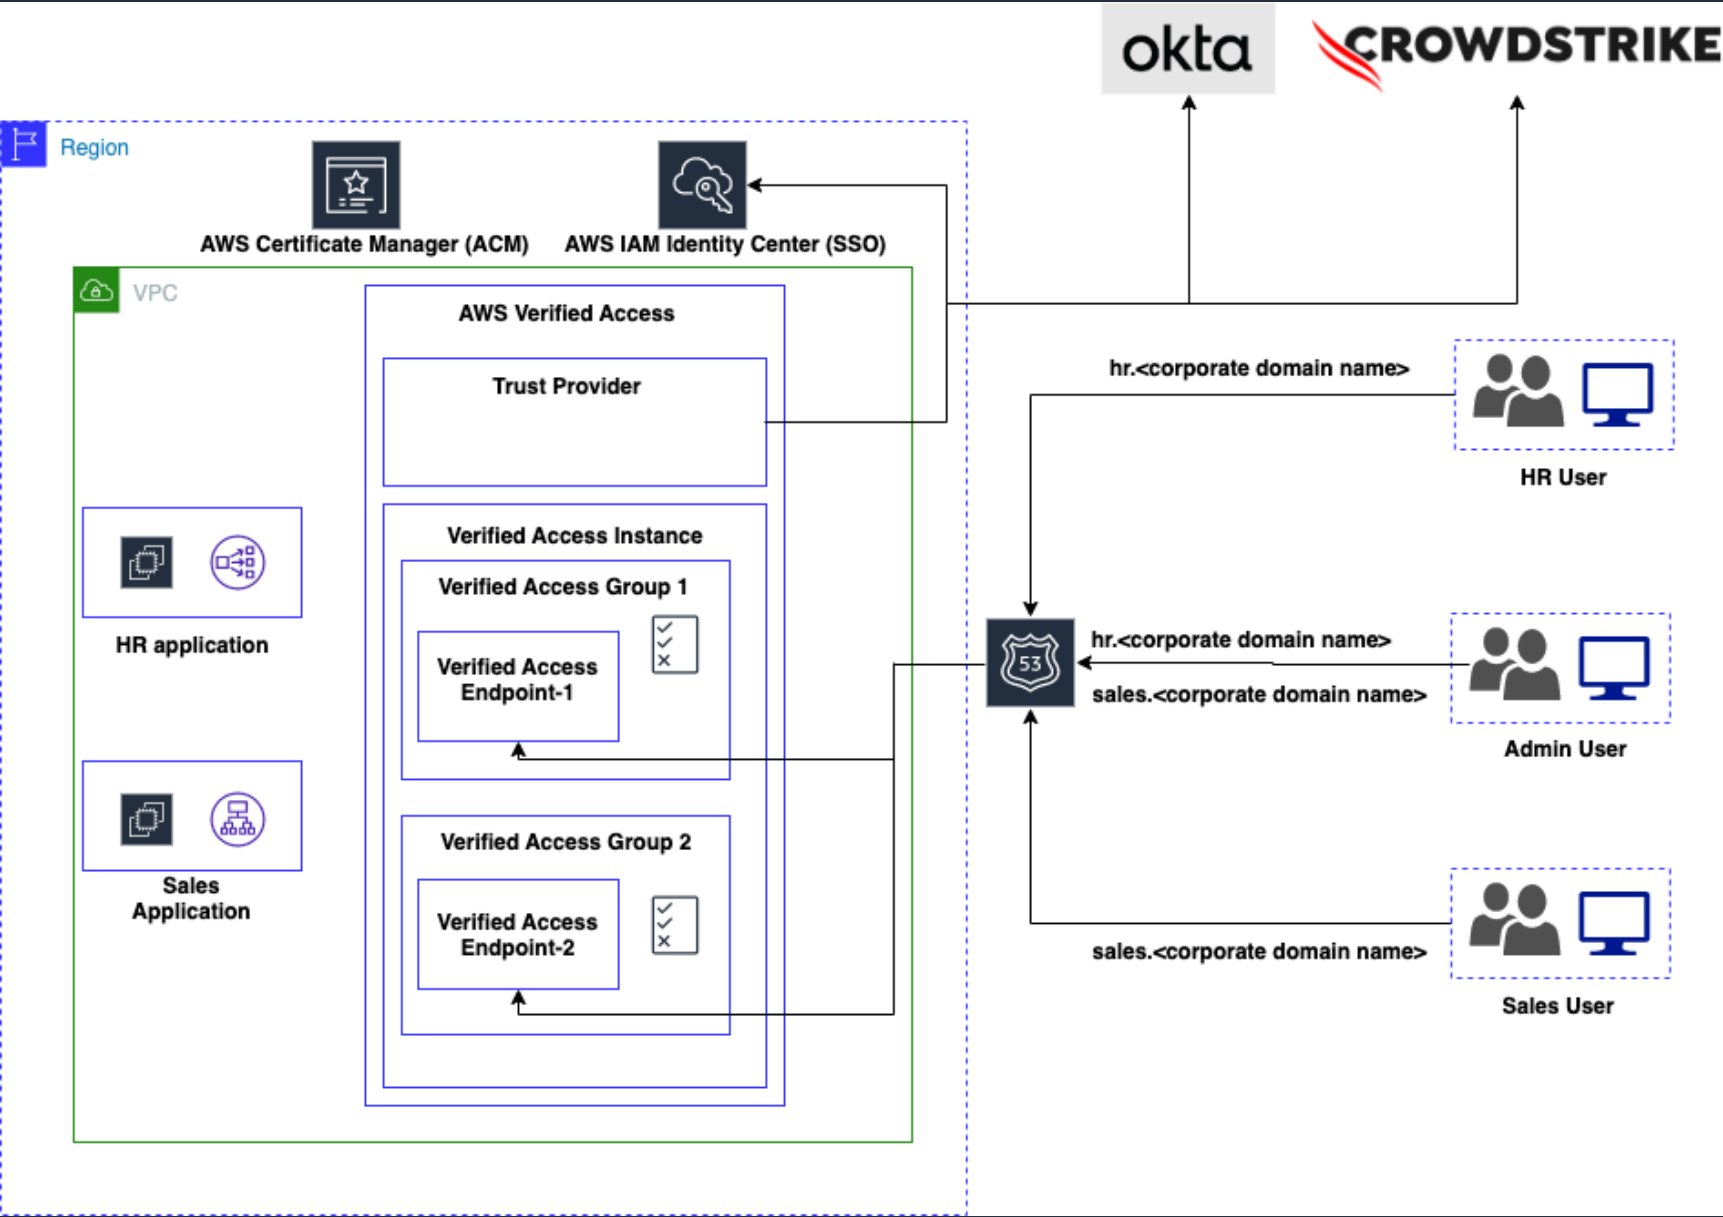 okta
CROWDSTRIKE
Region
AWS Certificate Manager (ACM)
AWS IAM Identity Center (SSO)
VPC
AWS Verified Access
Trust Provider
hr.<corporate domain name>
HR User
Verified Access Instance
Verified Access Group 1
Verified Access
Endpoint-1
HR application
53
hr.<corporate domain name>
sales.<corporate domain name>
Admin User
Verified Access Group 2
Verified Access
Endpoint-2
Sales
Application
sales.<corporate domain name>
Sales User